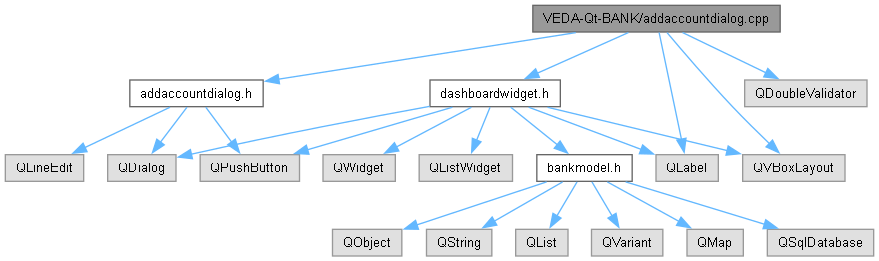 VEDA-Qt-BANK/addaccountdialog.cpp
addaccountdialog.h
dashboardwidget.h
QDoubleValidator
QLineEdit
QDialog
QPushButton
QWidget
QListWidget
bankmodel.h
QLabel
QVBoxLayout
QObject
QString
QList
QVariant
QMap
QSqlDatabase